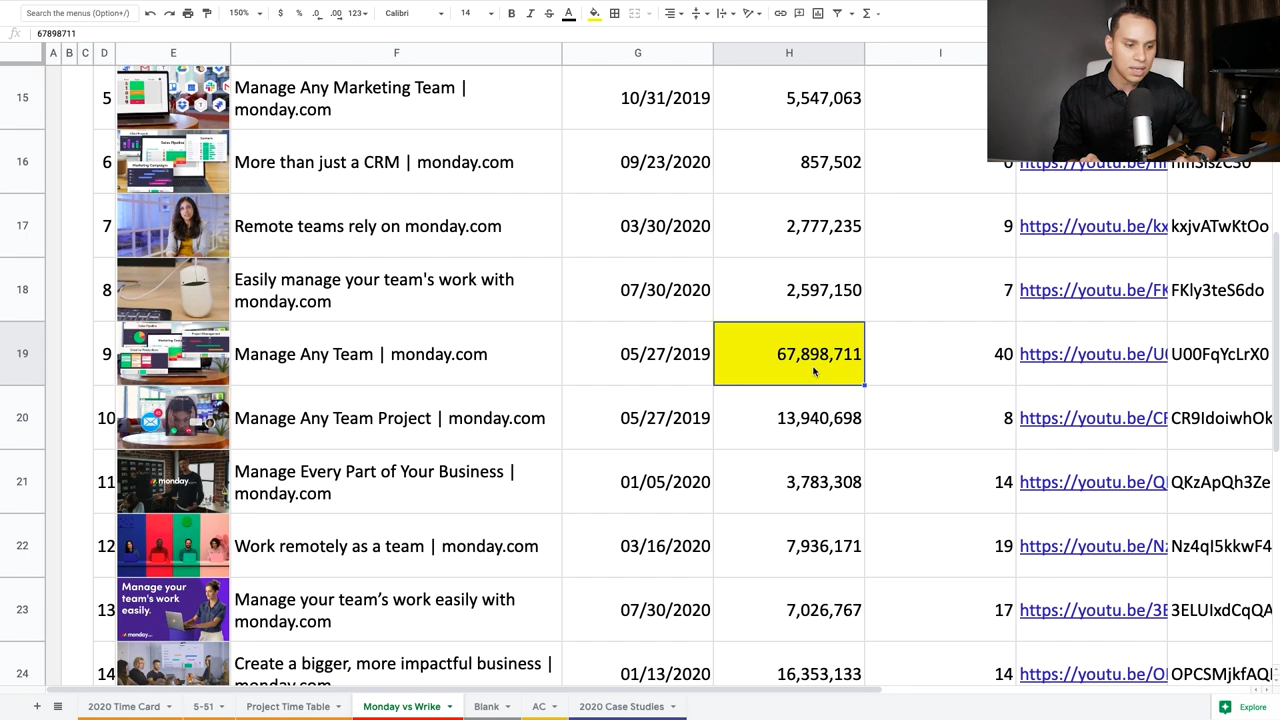 Search the menus (Option+/)
150%
$ % .0 .00 123
Calibri
14
B I S A
fx 67898711
A B C D E F G H I
15 5 Manage Any Marketing Team |
monday.com 10/31/2019 5,547,063
16 6 More than just a CRM | monday.com 09/23/2020 857,502
17 7 Remote teams rely on monday.com 03/30/2020 2,777,235 9 https://youtu.be/kx kxjvATwKtOo
18 8 Easily manage your team's work with
monday.com 07/30/2020 2,597,150 7 https://youtu.be/FK FKly3teS6do
19 9 Manage Any Team | monday.com 05/27/2019 67,898,711 40 https://youtu.be/U0 U00FqYcLrX0
20 10 Manage Any Team Project | monday.com 05/27/2019 13,940,698 8 https://youtu.be/CR CR9IdoiwhOk
21 11 Manage Every Part of Your Business |
monday.com 01/05/2020 3,783,308 14 https://youtu.be/Q QKzApQh3Ze
monday
22 12 Work remotely as a team | monday.com 03/16/2020 7,936,171 19 https://youtu.be/Nz Nz4qI5kkwF4
23 13 Manage your team’s work easily with
monday.com 07/30/2020 7,026,767 17 https://youtu.be/3E 3ELUIxdCqQA
Manage your
team's work
easily.
monday
24 14 Create a bigger, more impactful business |
monday.com 01/13/2020 16,353,133 14 https://youtu.be/O OPCSMjkfAQ
2020 Time Card
5-51
Project Time Table
Monday vs Wrike
Blank
AC
2020 Case Studies
Explore